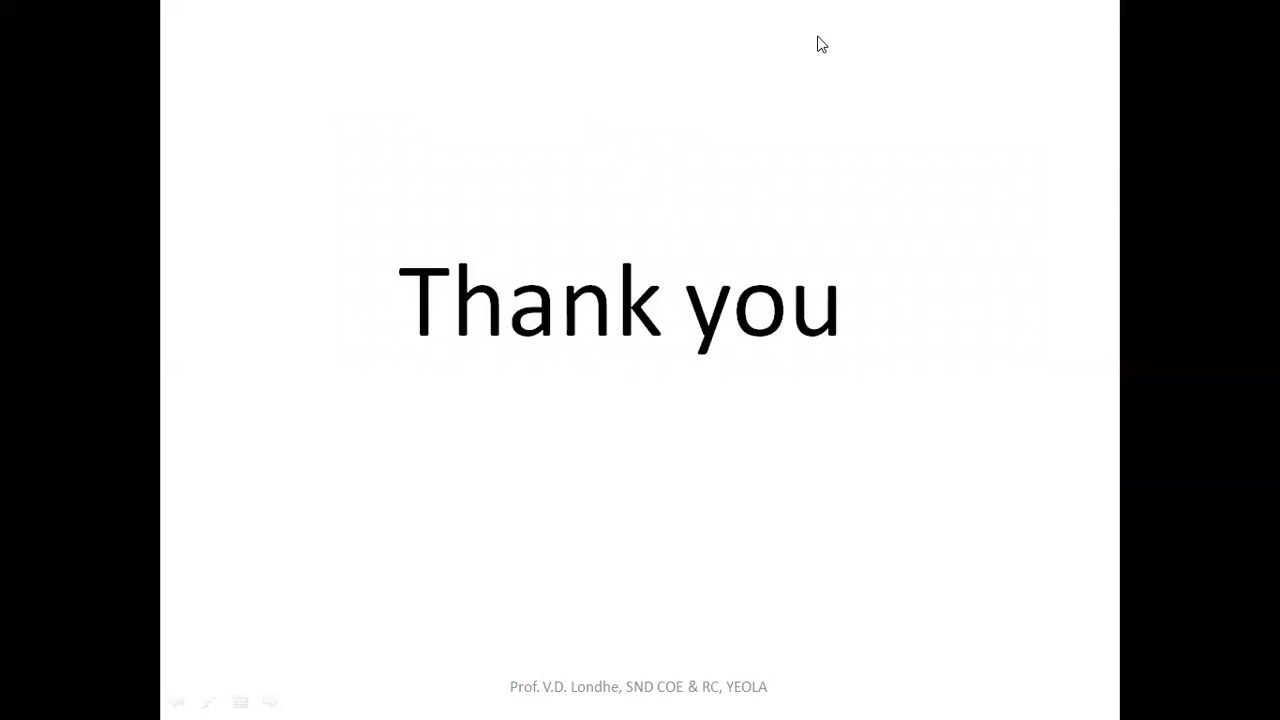 Thank you
Prof. V.D. Londhe, SND COE & RC, YEOLA